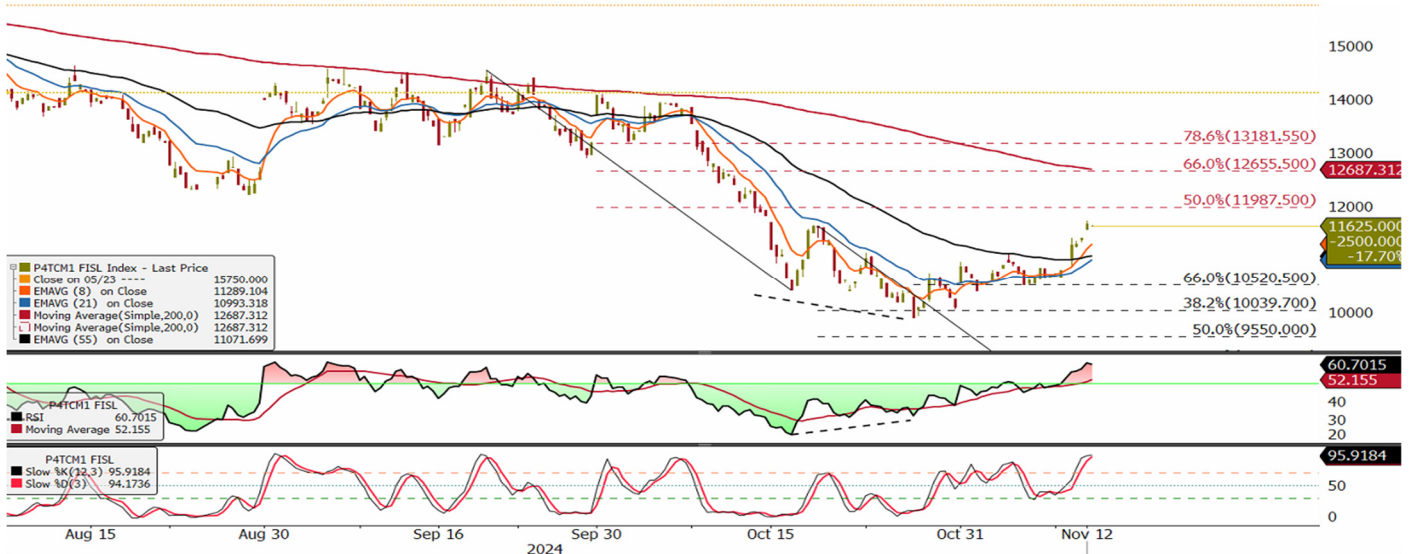 15000
14000
13000
12000
10000
78.6%(13181.550)
66.0%(12655.500)
12687.312
50.0%(11987.500)
11625.000
-2500.000
-17.70%
66.0%(10520.500)
38.2%(10039.700)
50.0%(9550.000)
P4TCM1 FISL Index - Last Price
Close on 05/23 ---- 15750.000
EMAVG (8) on Close 11289.104
EMAVG (21) on Close 10993.318
Moving Average(Simple,200,0) 12687.312
Moving Average(Simple,200,0) 12687.312
EMAVG (55) on Close 11071.699
60.7015
52.155
40
30
20
P4TCM1 FISL
RSI 60.7015
Moving Average 52.155
95.9184
50
0
P4TCM1 FISL
Slow %K(12,3) 95.9184
Slow %D(3) 94.1736
Aug 15 Aug 30 Sep 16 Sep 30 Oct 15 Oct 31 Nov 12
2024